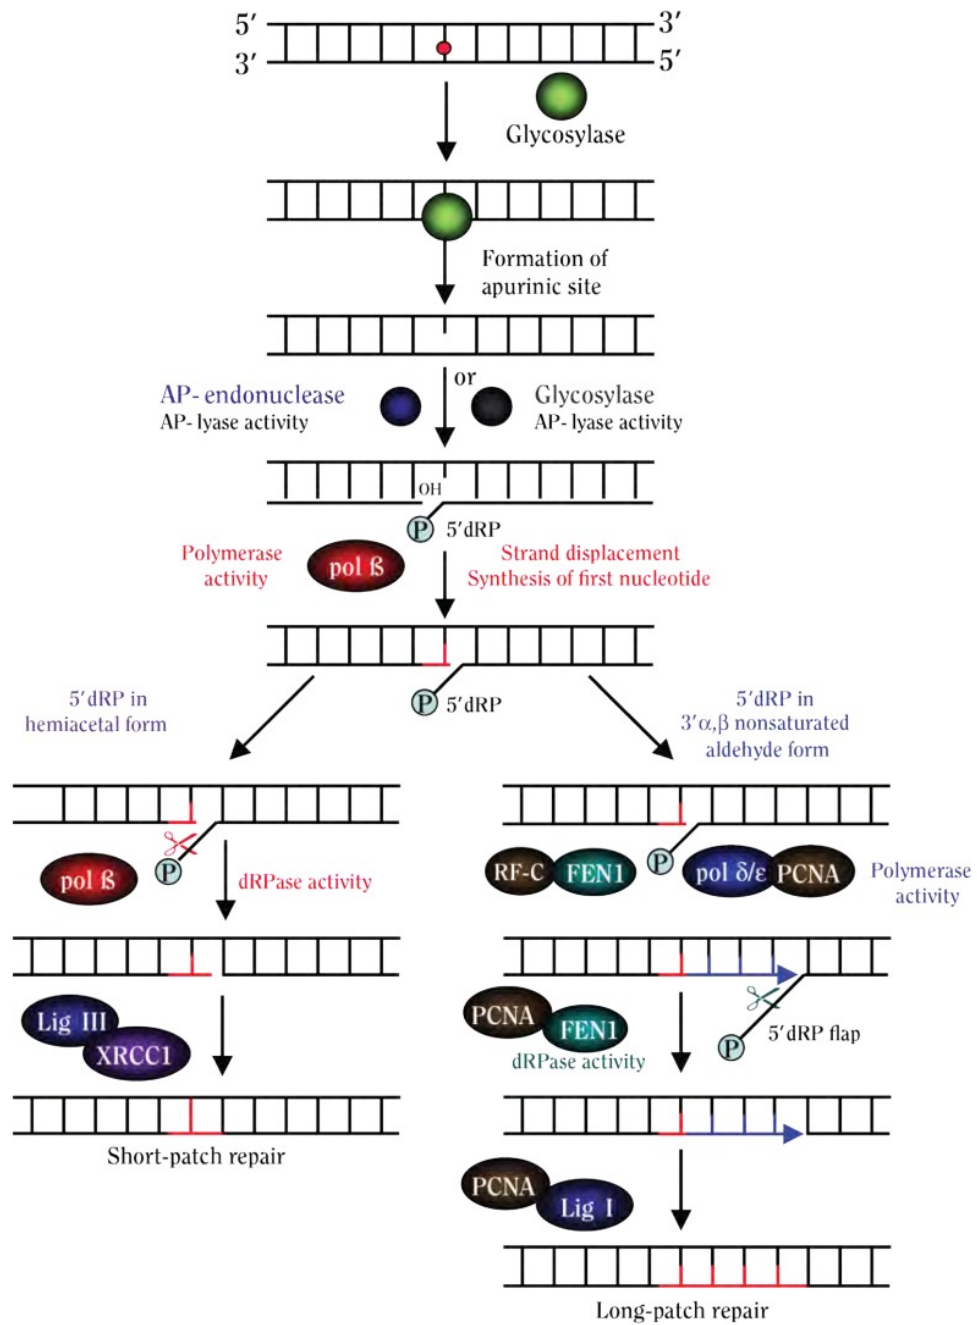 5′ 3′
3′ 5′
Glycosylase
Formation of
apurinic site
or
AP- endonuclease
AP- lyase activity
Glycosylase
AP- lyase activity
OH
P 5′dRP
Polymerase
activity
pol ß
Strand displacement
Synthesis of first nucleotide
P 5′dRP
5′dRP in
hemiacetal form
5′dRP in
3′α,β nonsaturated
aldehyde form
P
pol ß
dRPase activity
Lig III
XRCC1
Short-patch repair
P
RF-C FEN1
pol δ/ε PCNA
Polymerase
activity
PCNA
FEN1
dRPase activity
P
5′dRP flap
PCNA
Lig I
Long-patch repair